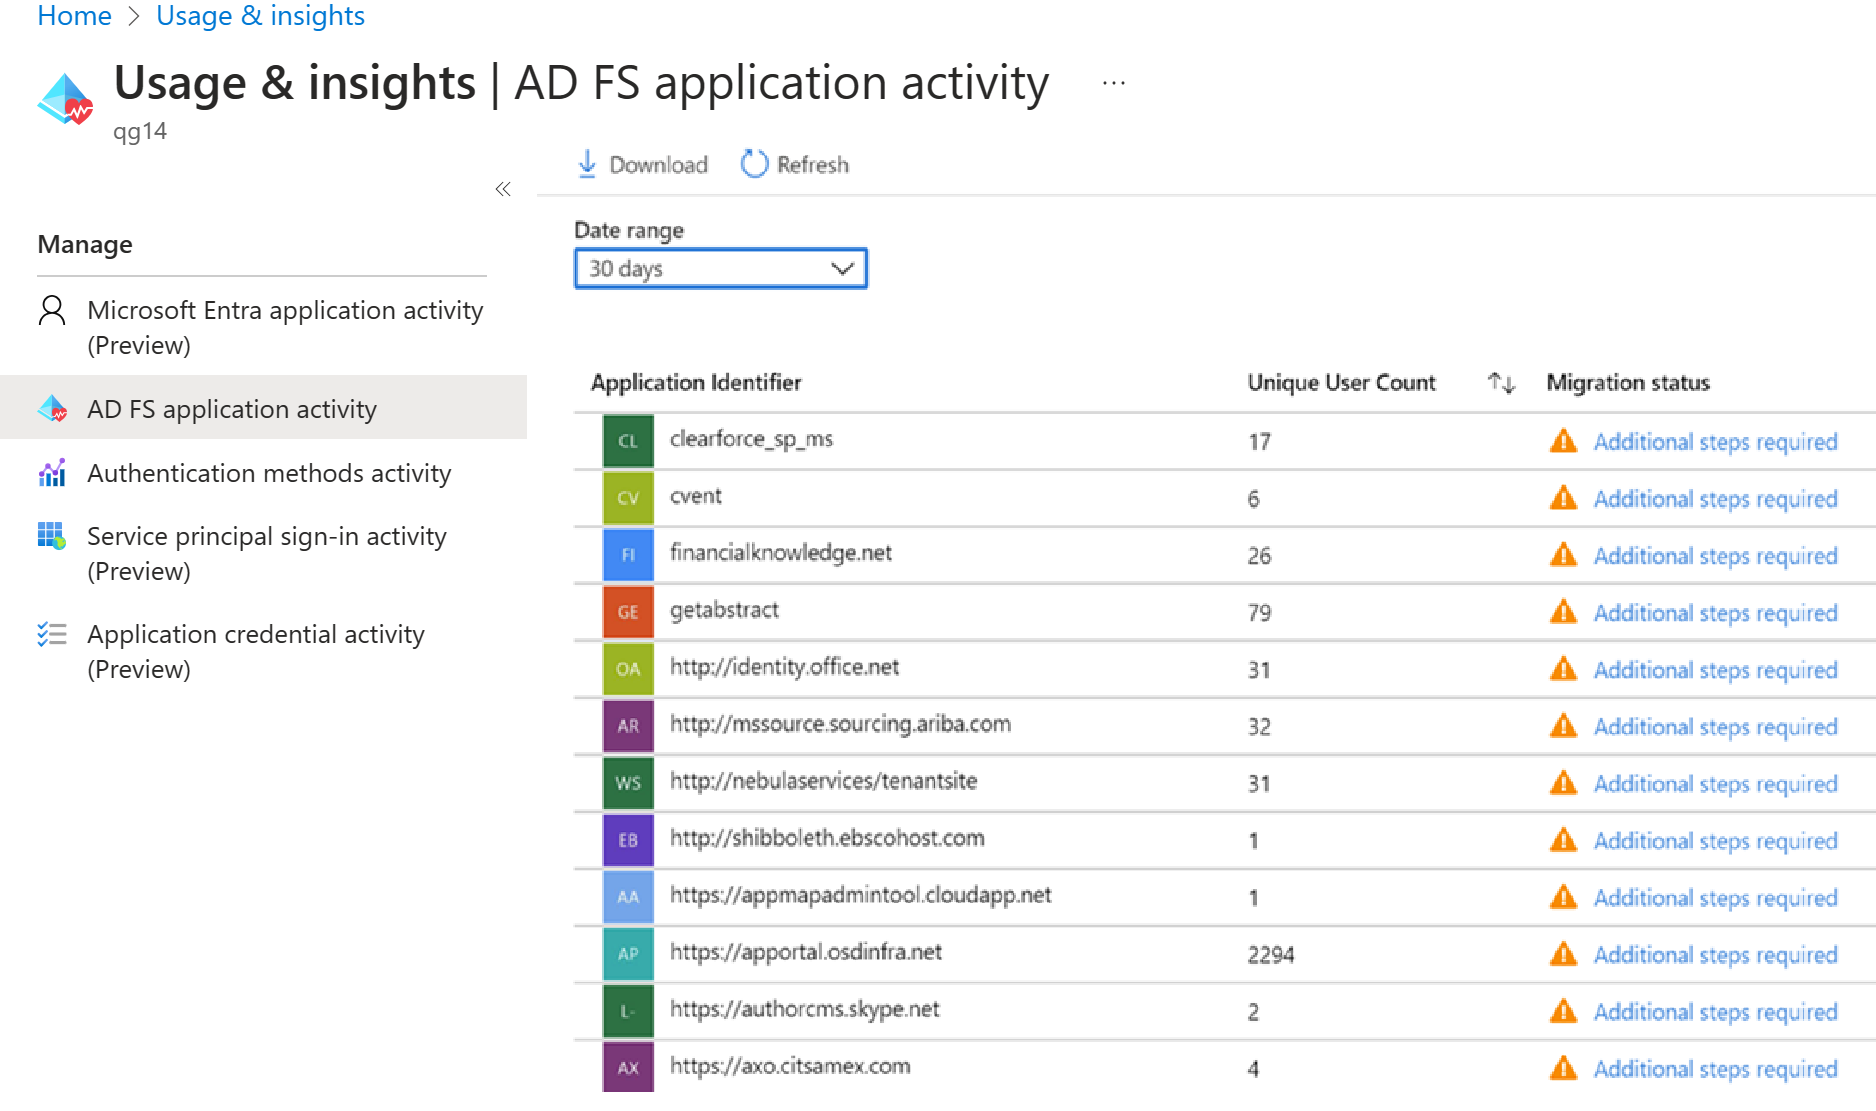 Home > Usage & insights
Usage & insights | AD FS application activity ...
qg14
«
Manage
Microsoft Entra application activity
(Preview)
AD FS application activity
Authentication methods activity
Service principal sign-in activity
(Preview)
Application credential activity
(Preview)
Download Refresh
Date range
30 days
Application Identifier Unique User Count ↑↓ Migration status
CL clearforce_sp_ms 17 Additional steps required
CV cvent 6 Additional steps required
FI financialknowledge.net 26 Additional steps required
GE getabstract 79 Additional steps required
OA http://identity.office.net 31 Additional steps required
AR http://mssource.sourcing.ariba.com 32 Additional steps required
WS http://nebulaservices/tenantsite 31 Additional steps required
EB http://shibboleth.ebscohost.com 1 Additional steps required
AA https://appmapadmintool.cloudapp.net 1 Additional steps required
AP https://apportal.osdinfra.net 2294 Additional steps required
L- https://authorcms.skype.net 2 Additional steps required
AX https://axo.citsamex.com 4 Additional steps required